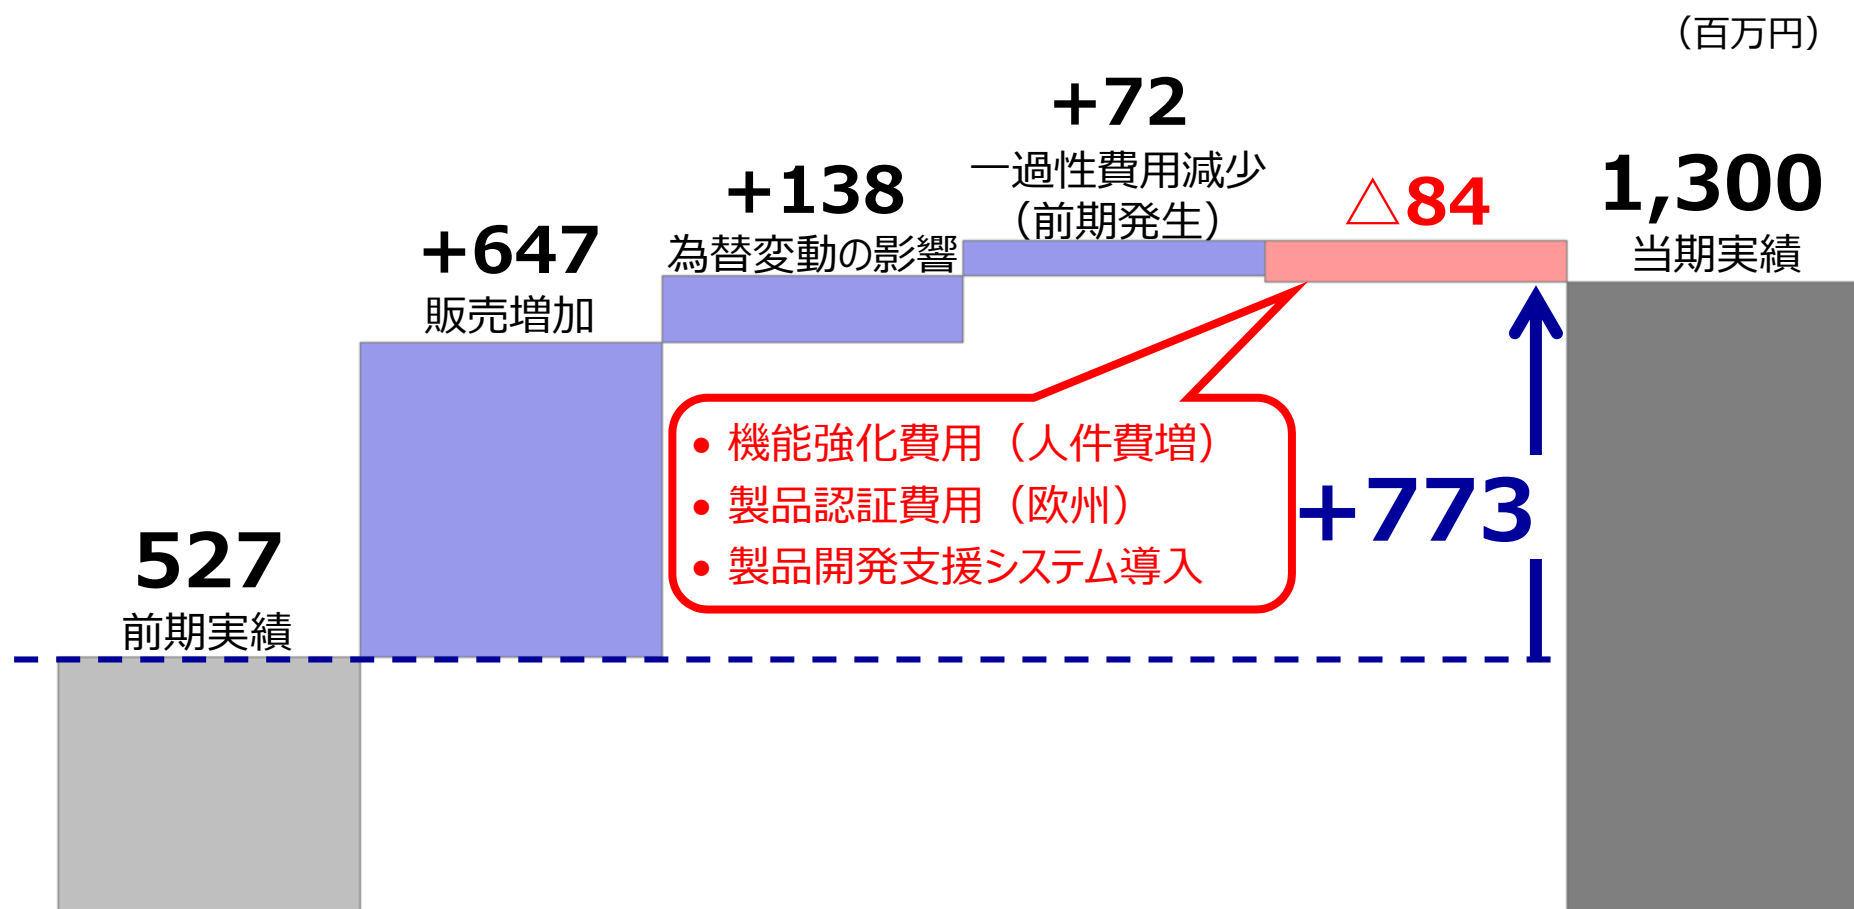 （百万円）
+72
一過性費用減少
（前期発生）
+138
為替変動の影響
+647
販売増加
△84
1,300
当期実績
• 機能強化費用（人件費増）
• 製品認証費用（欧州）
• 製品開発支援システム導入
+773
527
前期実績